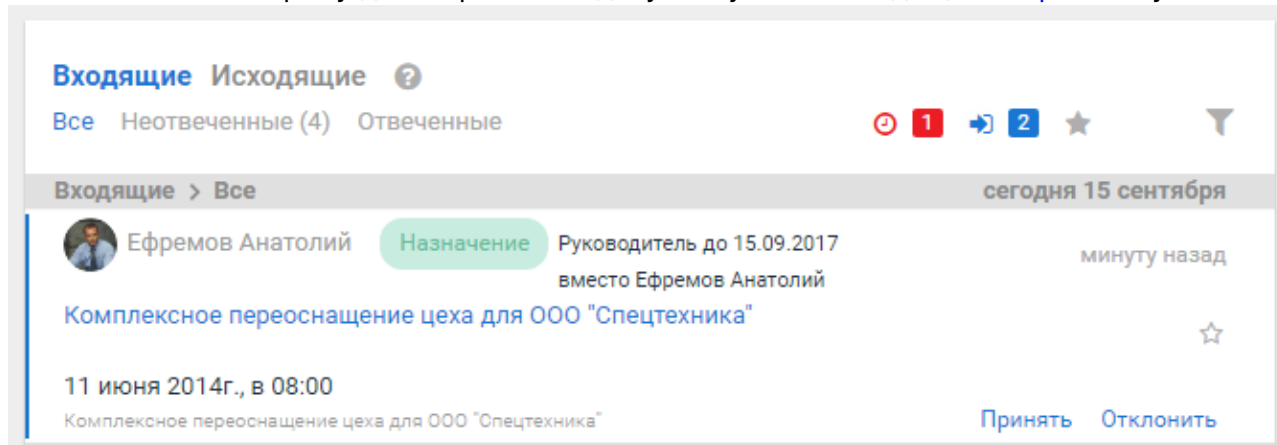 Входящие Исходящие ?
Все Неотвеченные (4) Отвеченные 1 2
Входящие > Все сегодня 15 сентября
Ефремов Анатолий Назначение Руководитель до 15.09.2017 минуту назад
вместо Ефремов Анатолий
Комплексное переоснащение цеха для ООО "Спецтехника"
11 июня 2014г., в 08:00
Комплексное переоснащение цеха для ООО "Спецтехника" Принять Отклонить